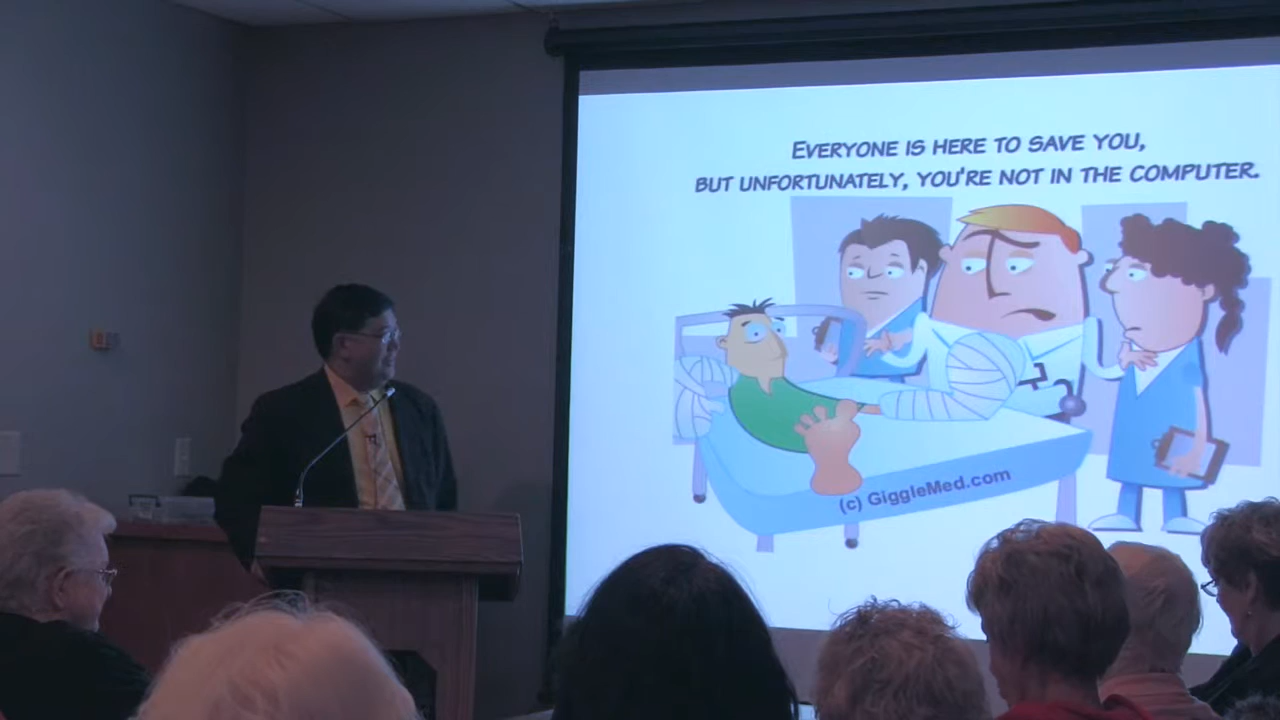 EVERYONE IS HERE TO SAVE YOU,
BUT UNFORTUNATELY, YOU'RE NOT IN THE COMPUTER.
(c) GiggleMed.com